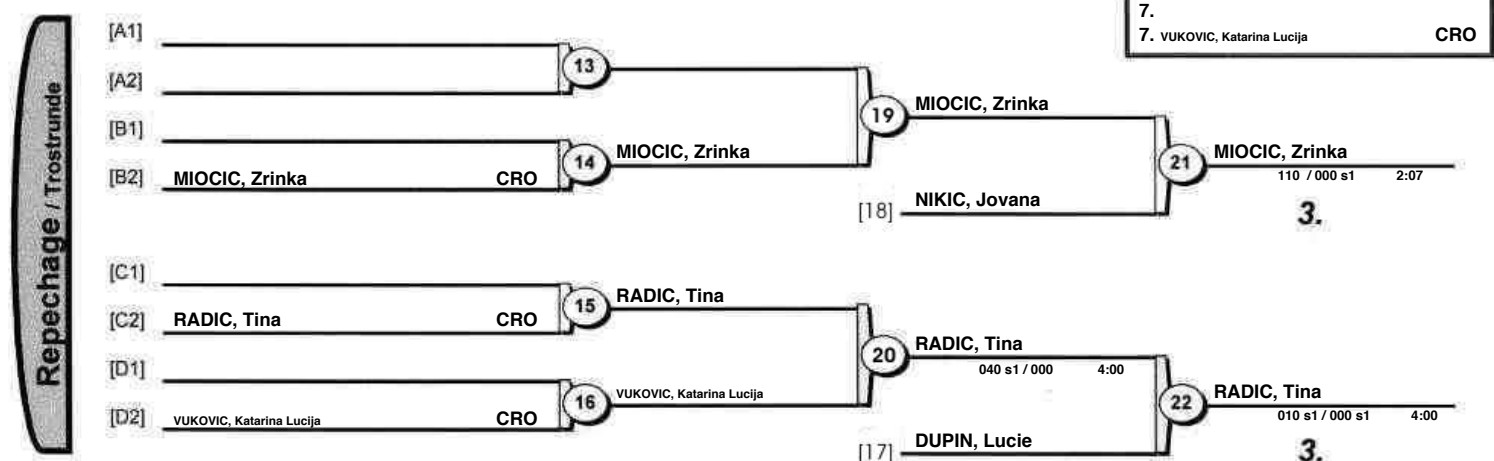 7.
7. VUKOVIC, Katarina Lucija CRO
Repechage / Trostrunde
[A1]
13
[A2]
19 MIOCIC, Zrinka
[B1]
14 MIOCIC, Zrinka
21 MIOCIC, Zrinka
110 / 000 s1 2:07
[B2] MIOCIC, Zrinka CRO
[18] NIKIC, Jovana
3.
[C1]
15 RADIC, Tina
[C2] RADIC, Tina CRO
20 RADIC, Tina
040 s1 / 000 4:00
[D1]
16 VUKOVIC, Katarina Lucija
22 RADIC, Tina
010 s1 / 000 s1 4:00
[D2] VUKOVIC, Katarina Lucija CRO
[17] DUPIN, Lucie
3.